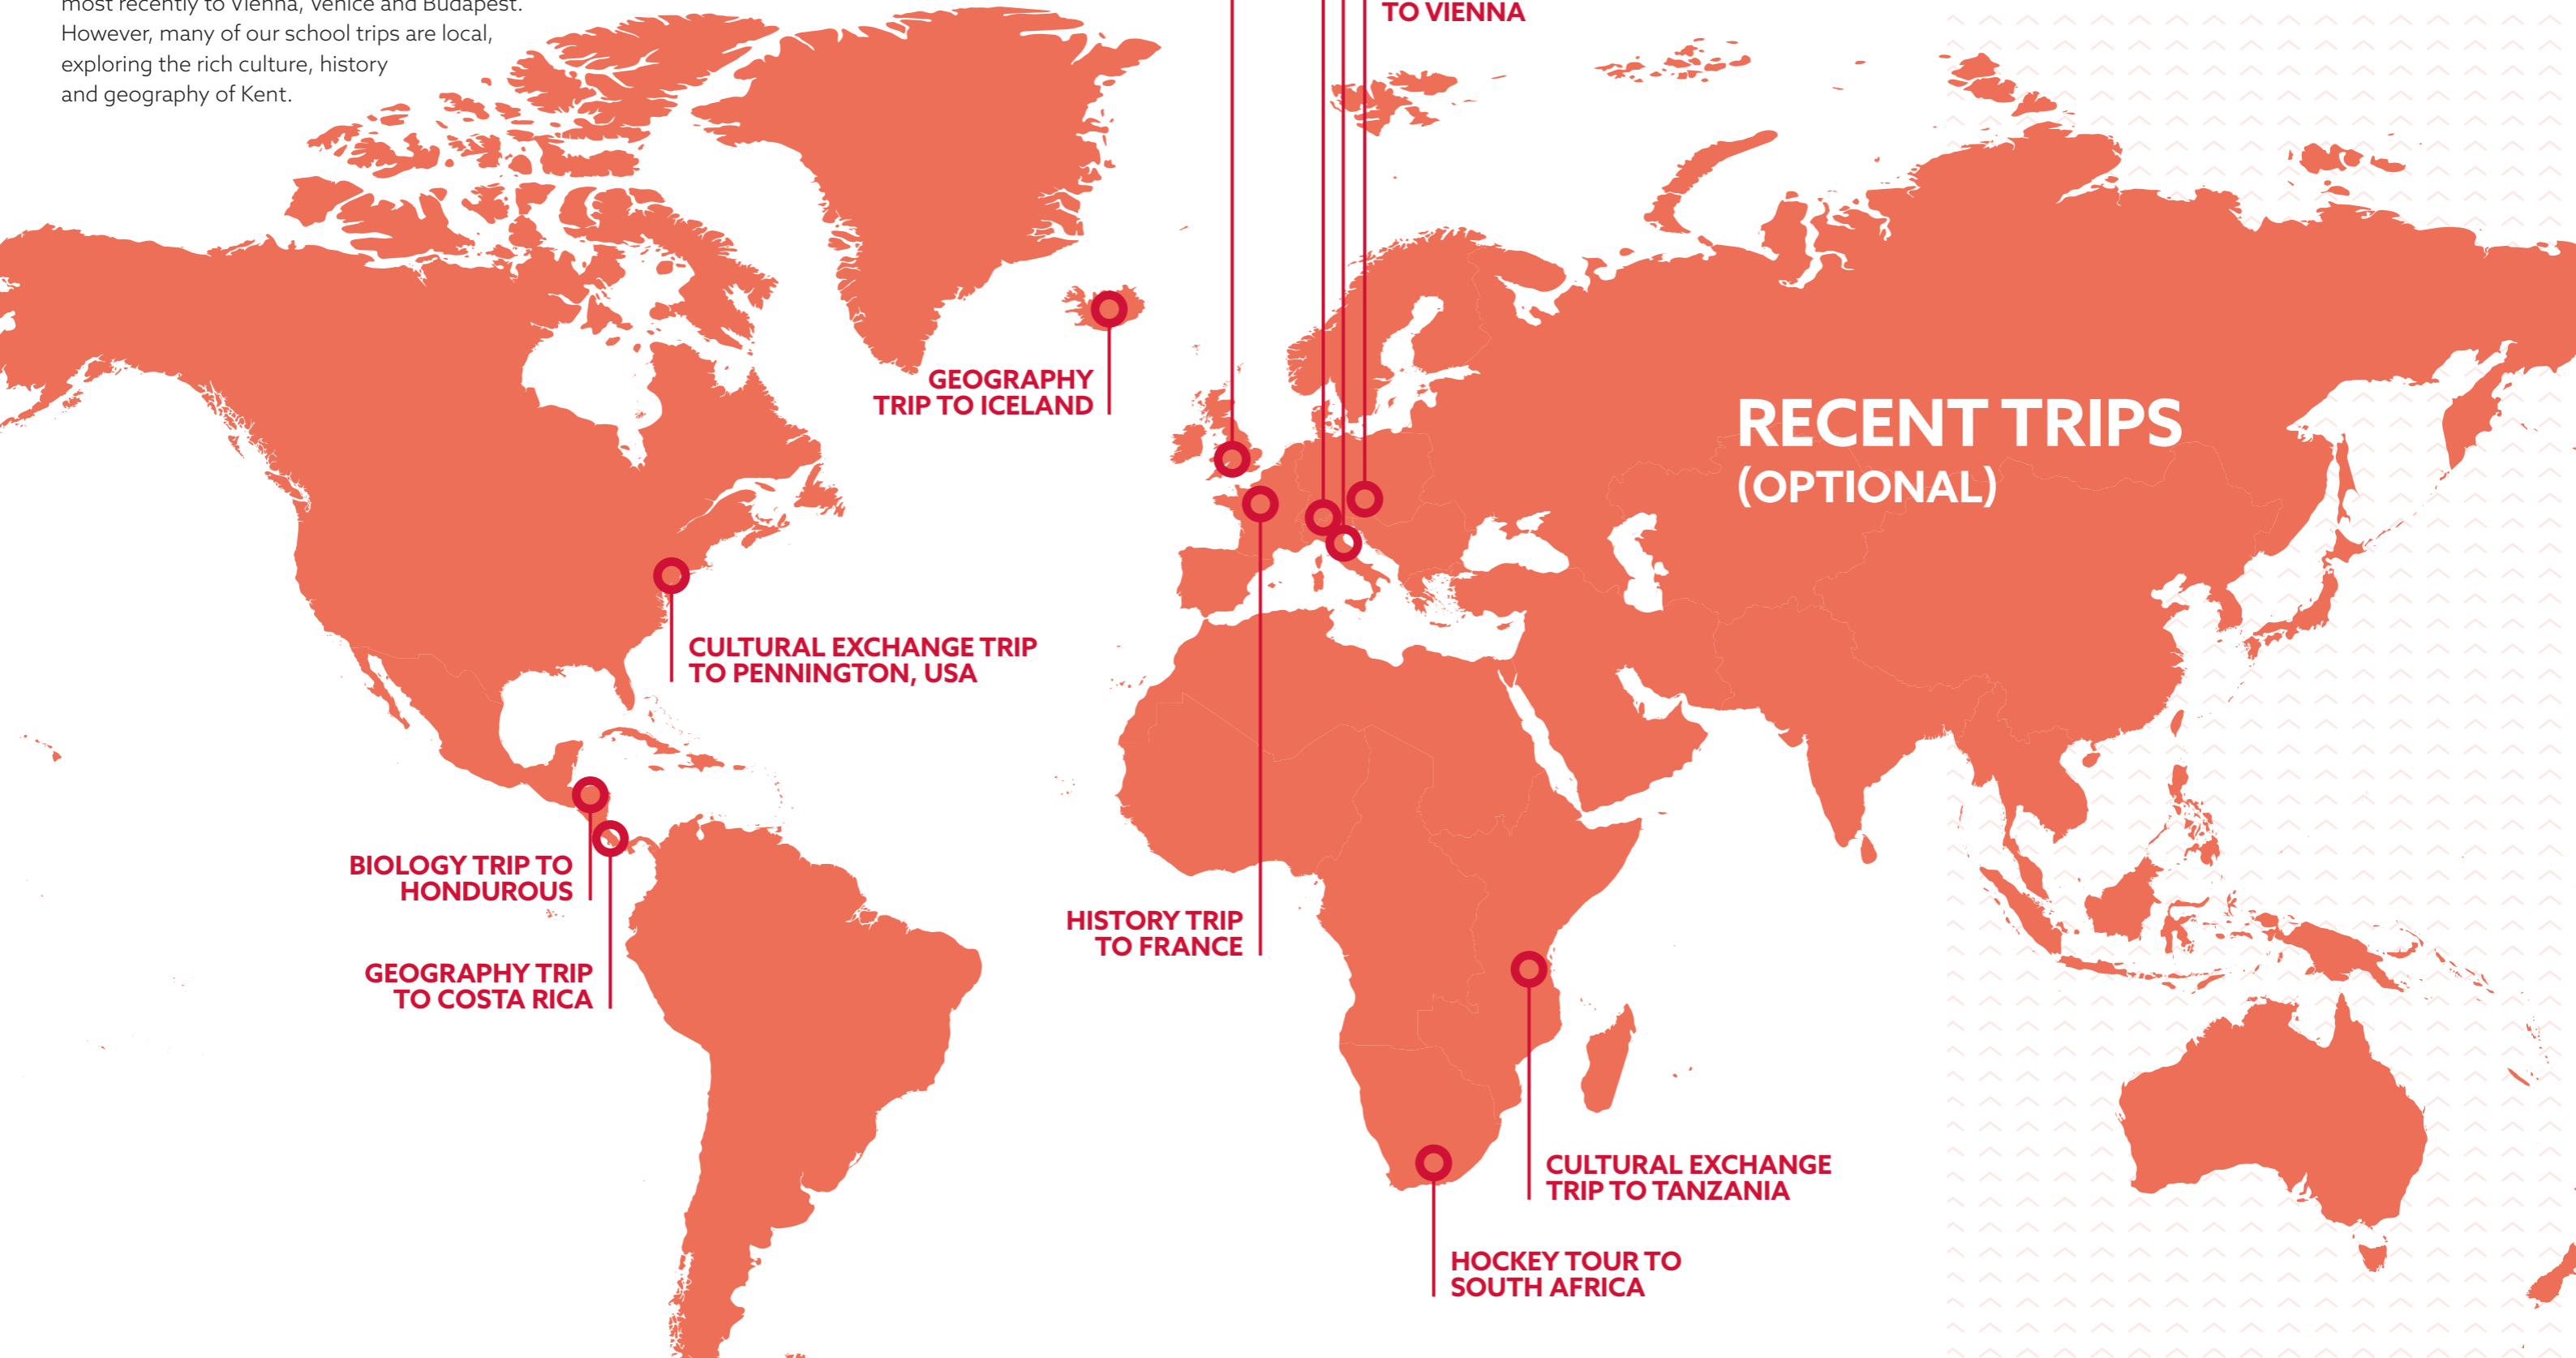 most recently to Vienna, Venice and Budapest.
However, many of our school trips are local,
exploring the rich culture, history
and geography of Kent.
TO VIENNA
GEOGRAPHY
TRIP TO ICELAND
RECENT TRIPS
(OPTIONAL)
CULTURAL EXCHANGE TRIP
TO PENNINGTON, USA
BIOLOGY TRIP TO
HONDUROUS
HISTORY TRIP
TO FRANCE
GEOGRAPHY TRIP
TO COSTA RICA
CULTURAL EXCHANGE
TRIP TO TANZANIA
HOCKEY TOUR TO
SOUTH AFRICA